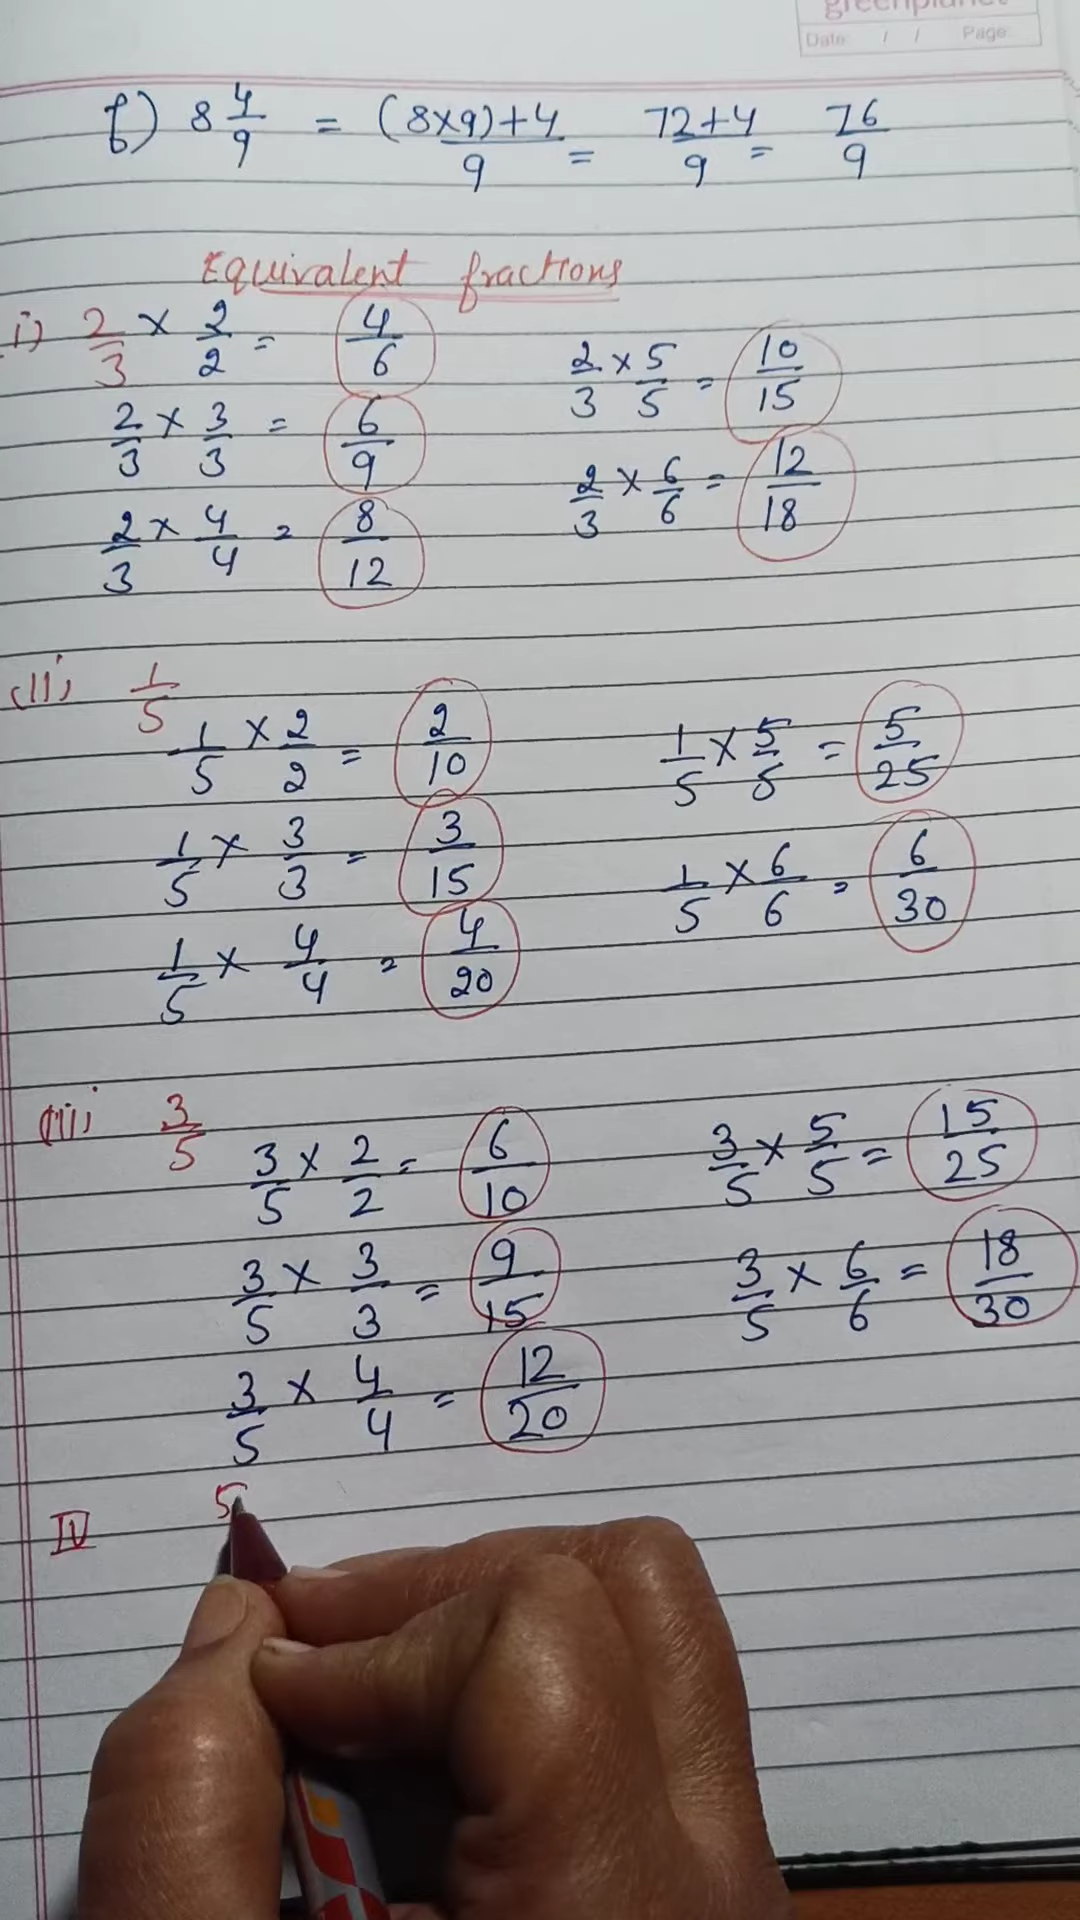 greenplanet
Date: / / Page:
f) 8 4/9 = (8×9)+4/9 = 72+4/9 = 76/9
Equivalent fractions
i) 2/3 × 2/2 = 4/6
2/3 × 3/3 = 6/9
2/3 × 4/4 = 8/12
2/3 × 5/5 = 10/15
2/3 × 6/6 = 12/18
(ii) 1/5
1/5 × 2/2 = 2/10
1/5 × 3/3 = 3/15
1/5 × 4/4 = 4/20
1/5 × 5/5 = 5/25
1/5 × 6/6 = 6/30
(iii) 3/5
3/5 × 2/2 = 6/10
3/5 × 3/3 = 9/15
3/5 × 4/4 = 12/20
3/5 × 5/5 = 15/25
3/5 × 6/6 = 18/30
IV 5